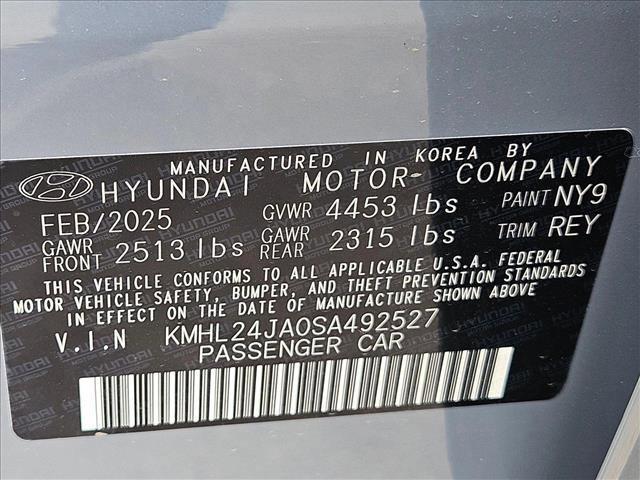 MANUFACTURED IN KOREA BY
HYUNDAI MOTOR COMPANY
FEB/2025 GVWR 4453 lbs PAINT NY9
GAWR FRONT 2513 lbs GAWR REAR 2315 lbs TRIM REY
THIS VEHICLE CONFORMS TO ALL APPLICABLE U.S.A. FEDERAL
MOTOR VEHICLE SAFETY, BUMPER, AND THEFT PREVENTION STANDARDS
IN EFFECT ON THE DATE OF MANUFACTURE SHOWN ABOVE
V.I.N KMHL24JA0SA492527
PASSENGER CAR